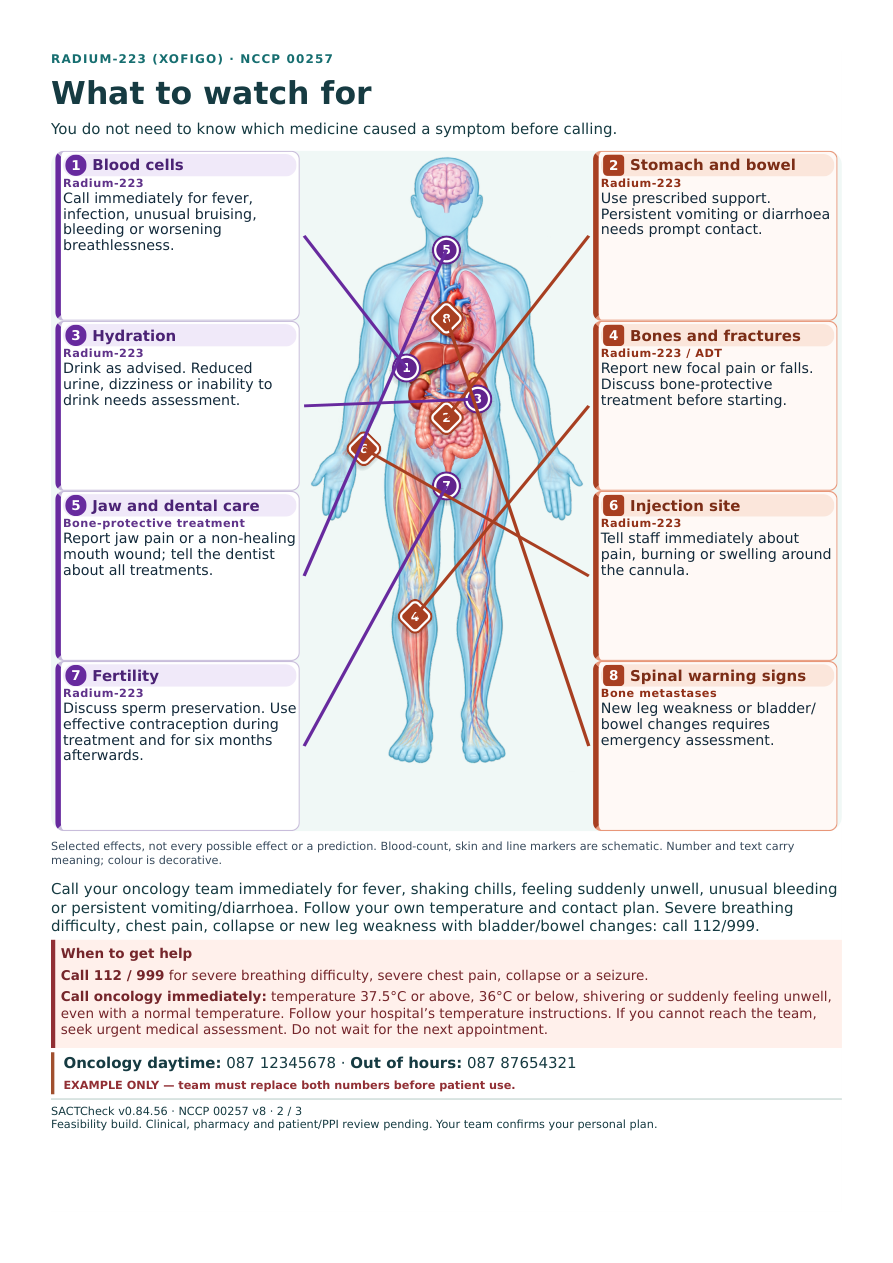 RADIUM-223 (XOFIGO) · NCCP 00257
What to watch for
You do not need to know which medicine caused a symptom before calling.
1 Blood cells
Radium-223
Call immediately for fever,
infection, unusual bruising,
bleeding or worsening
breathlessness.
2 Stomach and bowel
Radium-223
Use prescribed support.
Persistent vomiting or diarrhoea
needs prompt contact.
3 Hydration
Radium-223
Drink as advised. Reduced
urine, dizziness or inability to
drink needs assessment.
4 Bones and fractures
Radium-223 / ADT
Report new focal pain or falls.
Discuss bone-protective
treatment before starting.
5 Jaw and dental care
Bone-protective treatment
Report jaw pain or a non-healing
mouth wound; tell the dentist
about all treatments.
6 Injection site
Radium-223
Tell staff immediately about
pain, burning or swelling around
the cannula.
7 Fertility
Radium-223
Discuss sperm preservation. Use
effective contraception during
treatment and for six months
afterwards.
8 Spinal warning signs
Bone metastases
New leg weakness or bladder/
bowel changes requires
emergency assessment.
5
8
1
3
2
6
7
4
Selected effects, not every possible effect or a prediction. Blood-count, skin and line markers are schematic. Number and text carry
meaning; colour is decorative.
Call your oncology team immediately for fever, shaking chills, feeling suddenly unwell, unusual bleeding
or persistent vomiting/diarrhoea. Follow your own temperature and contact plan. Severe breathing
difficulty, chest pain, collapse or new leg weakness with bladder/bowel changes: call 112/999.
When to get help
Call 112 / 999 for severe breathing difficulty, severe chest pain, collapse or a seizure.
Call oncology immediately: temperature 37.5°C or above, 36°C or below, shivering or suddenly feeling unwell,
even with a normal temperature. Follow your hospital’s temperature instructions. If you cannot reach the team,
seek urgent medical assessment. Do not wait for the next appointment.
Oncology daytime: 087 12345678 · Out of hours: 087 87654321
EXAMPLE ONLY — team must replace both numbers before patient use.
SACTCheck v0.84.56 · NCCP 00257 v8 · 2 / 3
Feasibility build. Clinical, pharmacy and patient/PPI review pending. Your team confirms your personal plan.